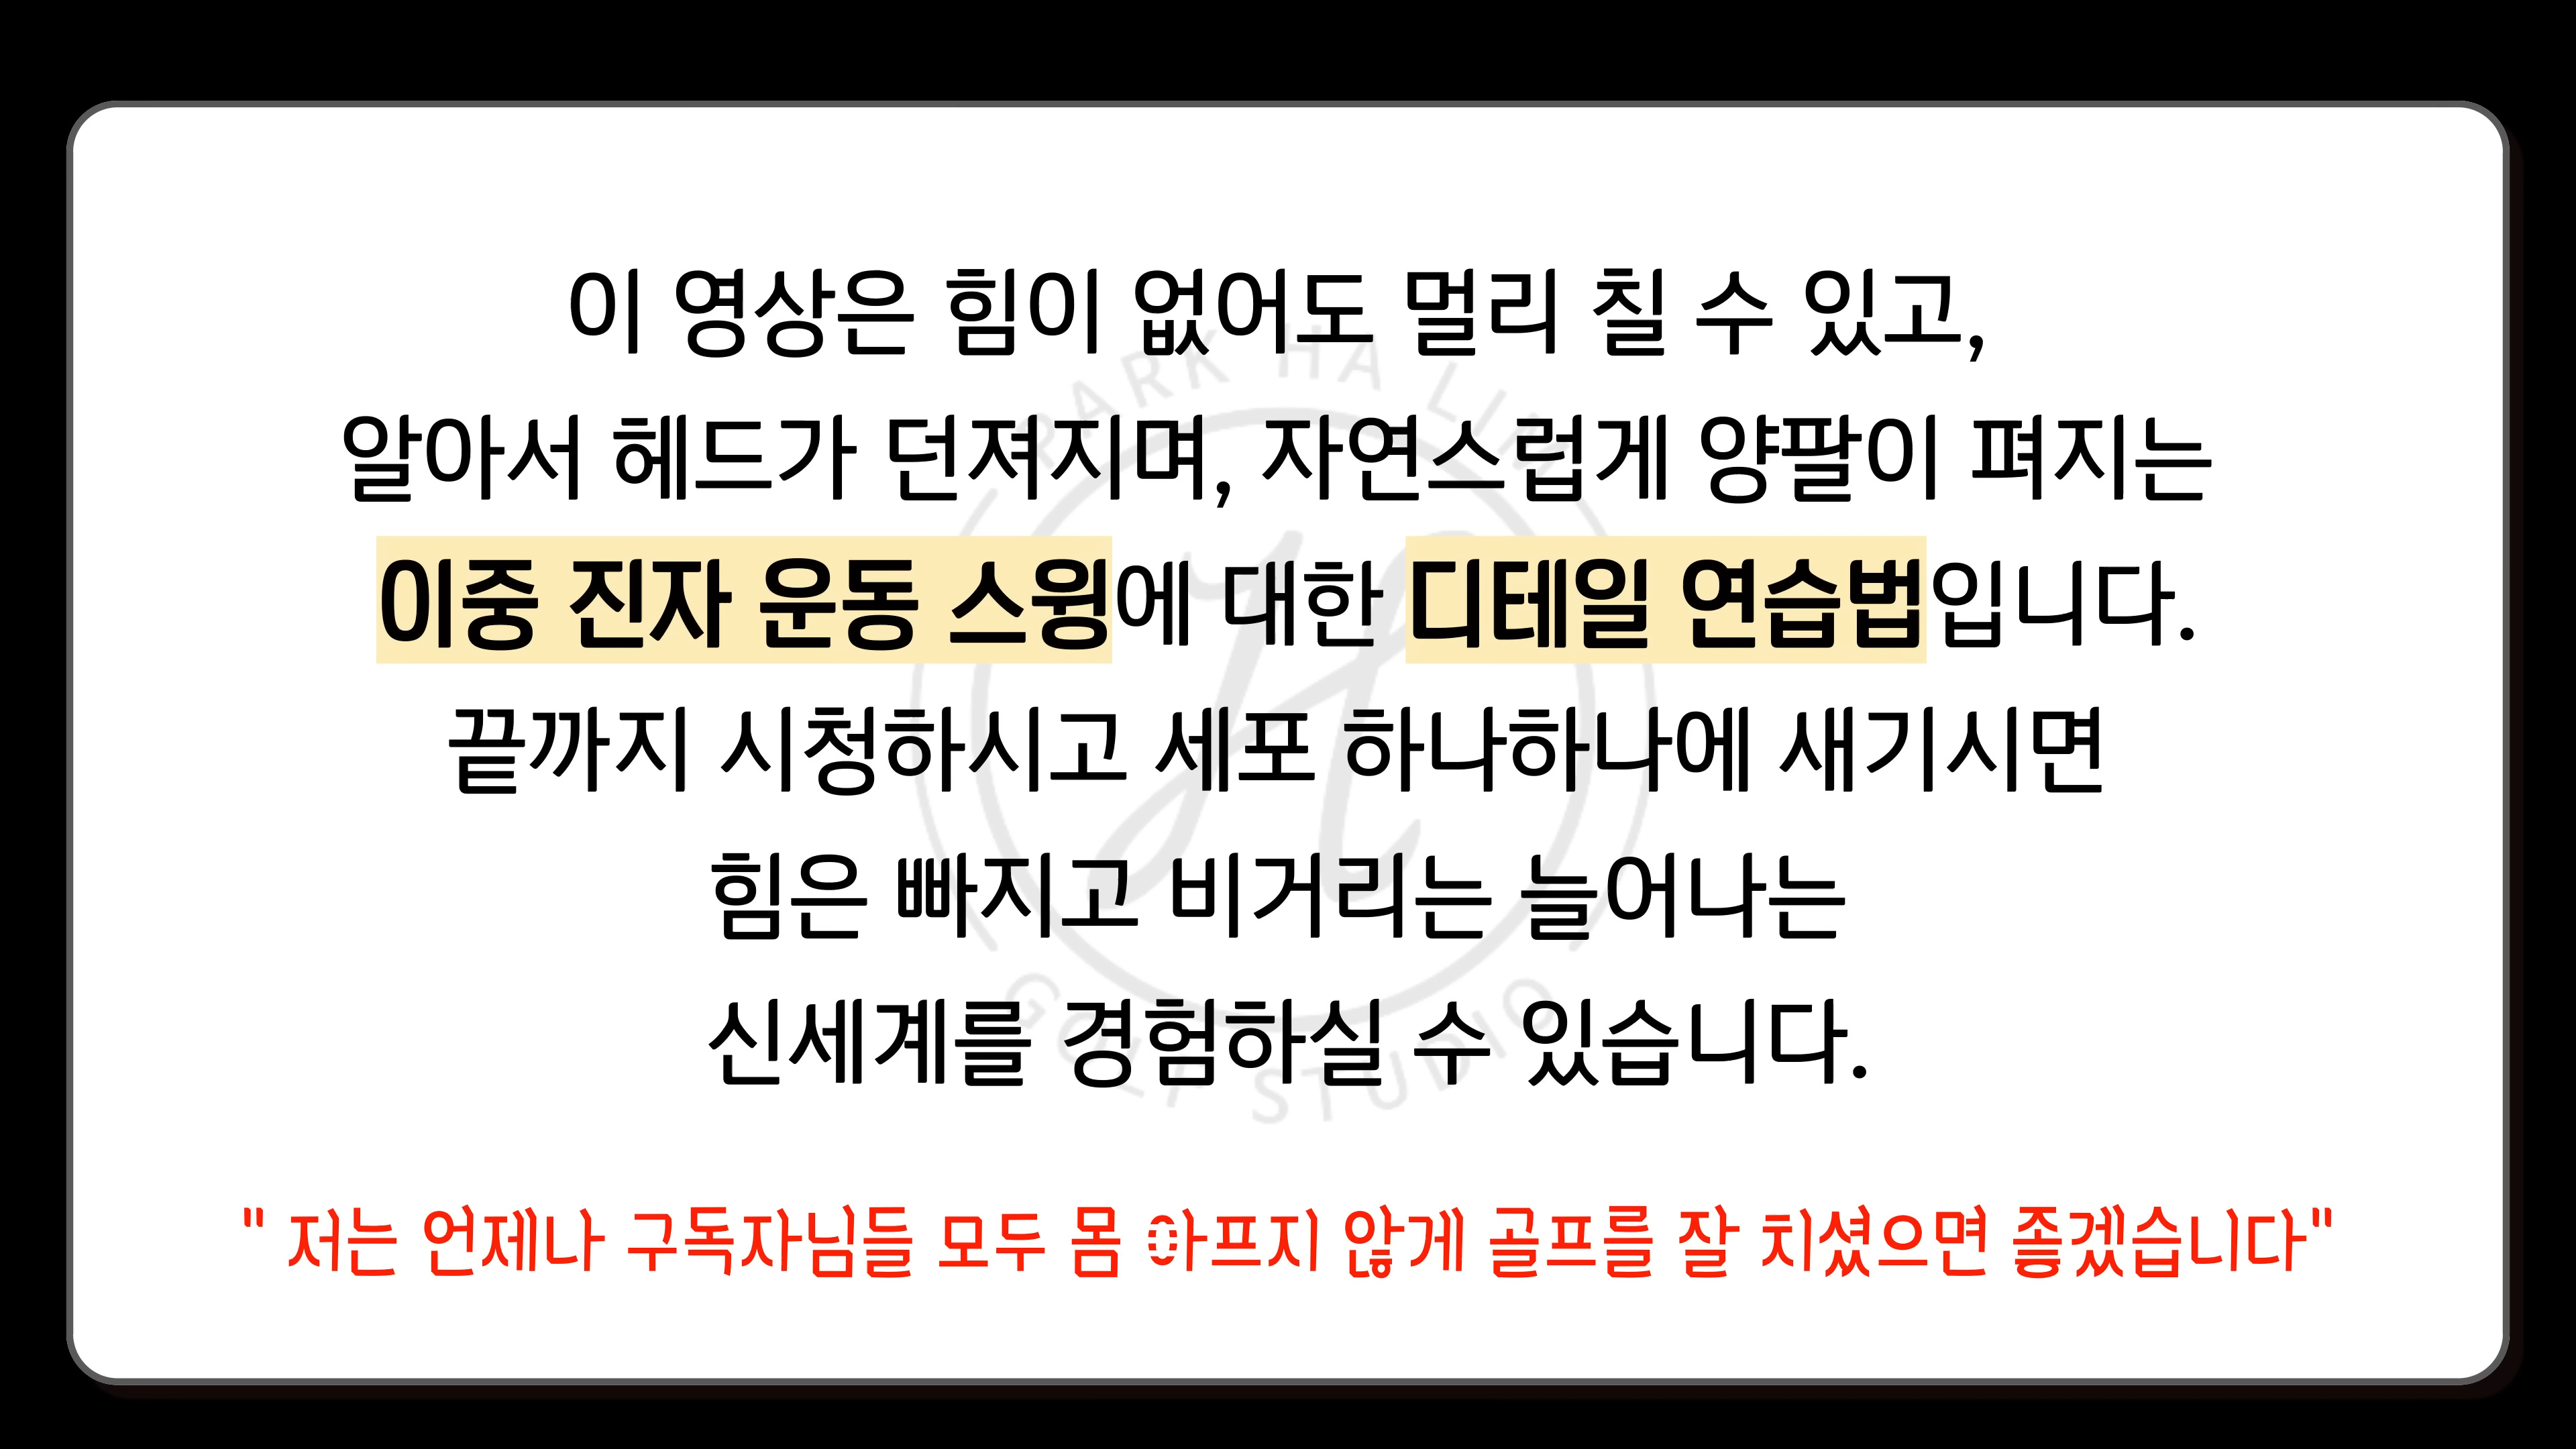 이 영상은 힘이 없어도 멀리 칠 수 있고,
알아서 헤드가 던져지며, 자연스럽게 양팔이 펴지는
이중 진자 운동 스윙에 대한 디테일 연습법입니다.
끝까지 시청하시고 세포 하나하나에 새기시면
힘은 빠지고 비거리는 늘어나는
신세계를 경험하실 수 있습니다.
" 저는 언제나 구독자님들 모두 몸 아프지 않게 골프를 잘 치셨으면 좋겠습니다"
PARK HA LIM
GOLF STUDIO